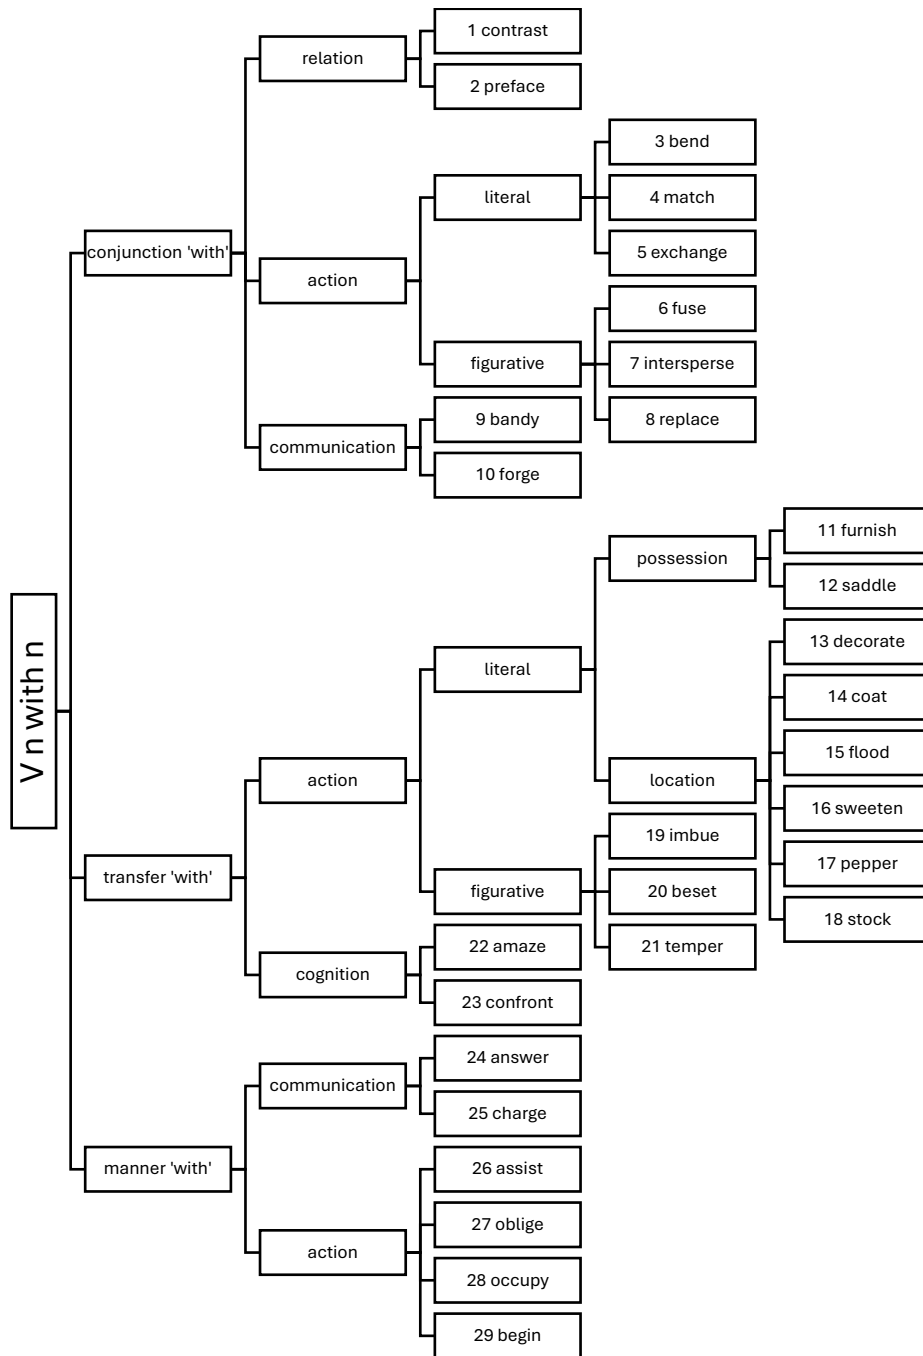 V n with n
conjunction 'with'
relation
1 contrast
2 preface
action
literal
3 bend
4 match
5 exchange
figurative
6 fuse
7 intersperse
8 replace
communication
9 bandy
10 forge
transfer 'with'
action
literal
possession
11 furnish
12 saddle
location
13 decorate
14 coat
15 flood
16 sweeten
17 pepper
18 stock
figurative
19 imbue
20 beset
21 temper
cognition
22 amaze
23 confront
manner 'with'
communication
24 answer
25 charge
action
26 assist
27 oblige
28 occupy
29 begin